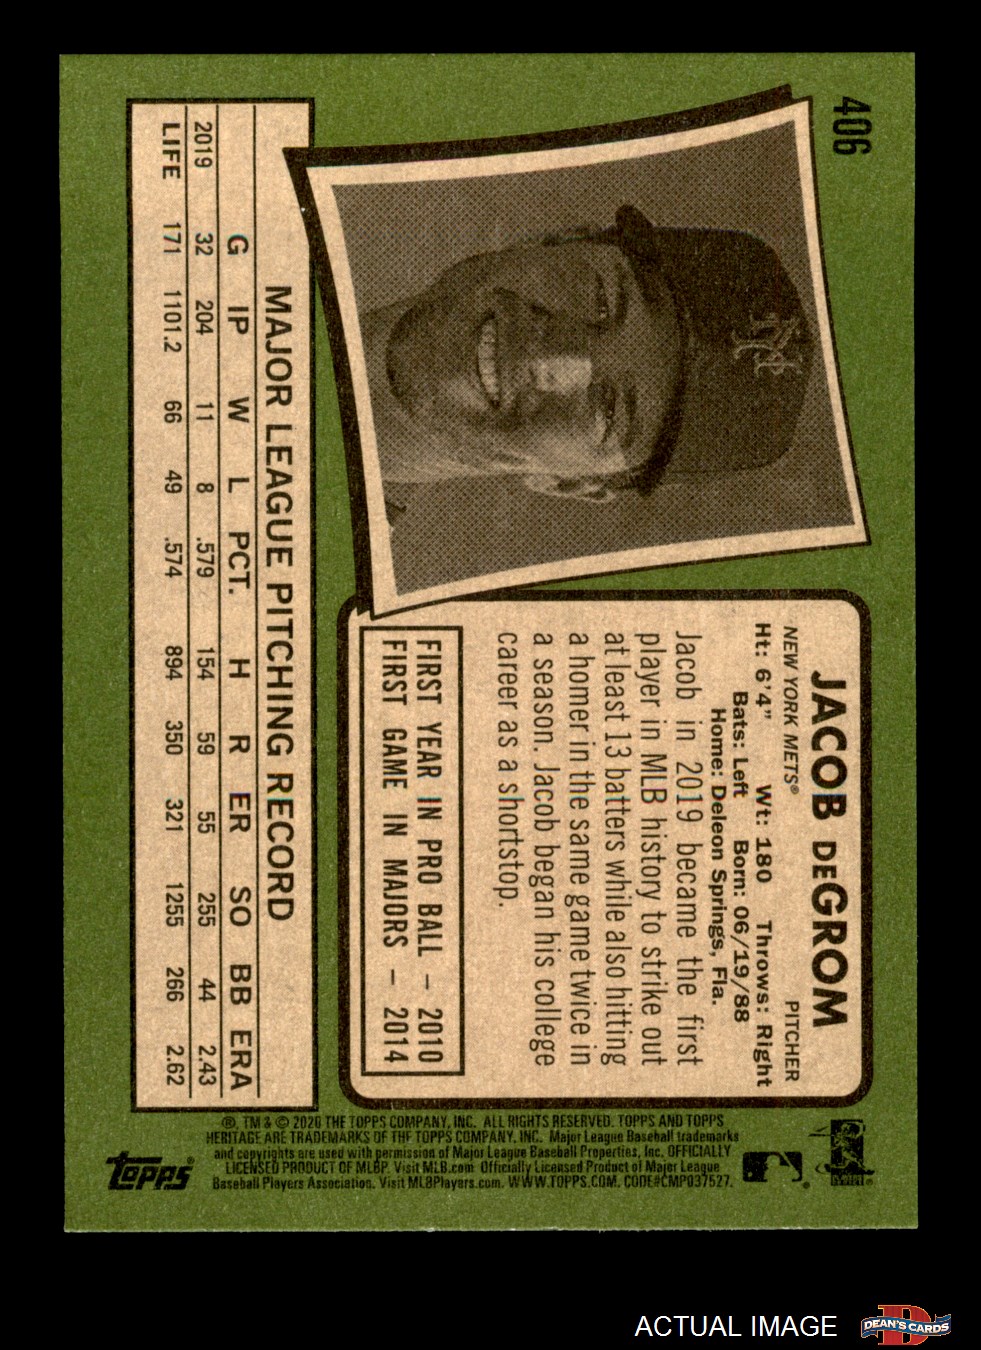 406
JACOB DEGROM
NEW YORK METS® PITCHER
Ht: 6'4" Wt: 180 Throws: Right
Bats: Left Born: 06/19/88
Home: Deleon Springs, Fla.
Jacob in 2019 became the first
player in MLB history to strike out
at least 13 batters while also hitting
a homer in the same game twice in
a season. Jacob began his college
career as a shortstop.
FIRST YEAR IN PRO BALL – 2010
FIRST GAME IN MAJORS – 2014
MAJOR LEAGUE PITCHING RECORD
G IP W L PCT. H R ER SO BB ERA
2019 32 204 11 8 .579 154 59 55 255 44 2.43
LIFE 171 1101.2 66 49 .574 894 350 321 1255 266 2.62
®, TM & © 2020 THE TOPPS COMPANY, INC. ALL RIGHTS RESERVED. TOPPS AND TOPPS
HERITAGE ARE TRADEMARKS OF THE TOPPS COMPANY, INC. Major League Baseball trademarks
and copyrights are used with permission of Major League Baseball Properties, Inc. OFFICIALLY
LICENSED PRODUCT OF MLBP. Visit MLB.com Officially Licensed Product of Major League
Baseball Players Association. Visit MLBPlayers.com. WWW.TOPPS.COM. CODE#CMP037527.
Topps
ACTUAL IMAGE
DEAN'S CARDS